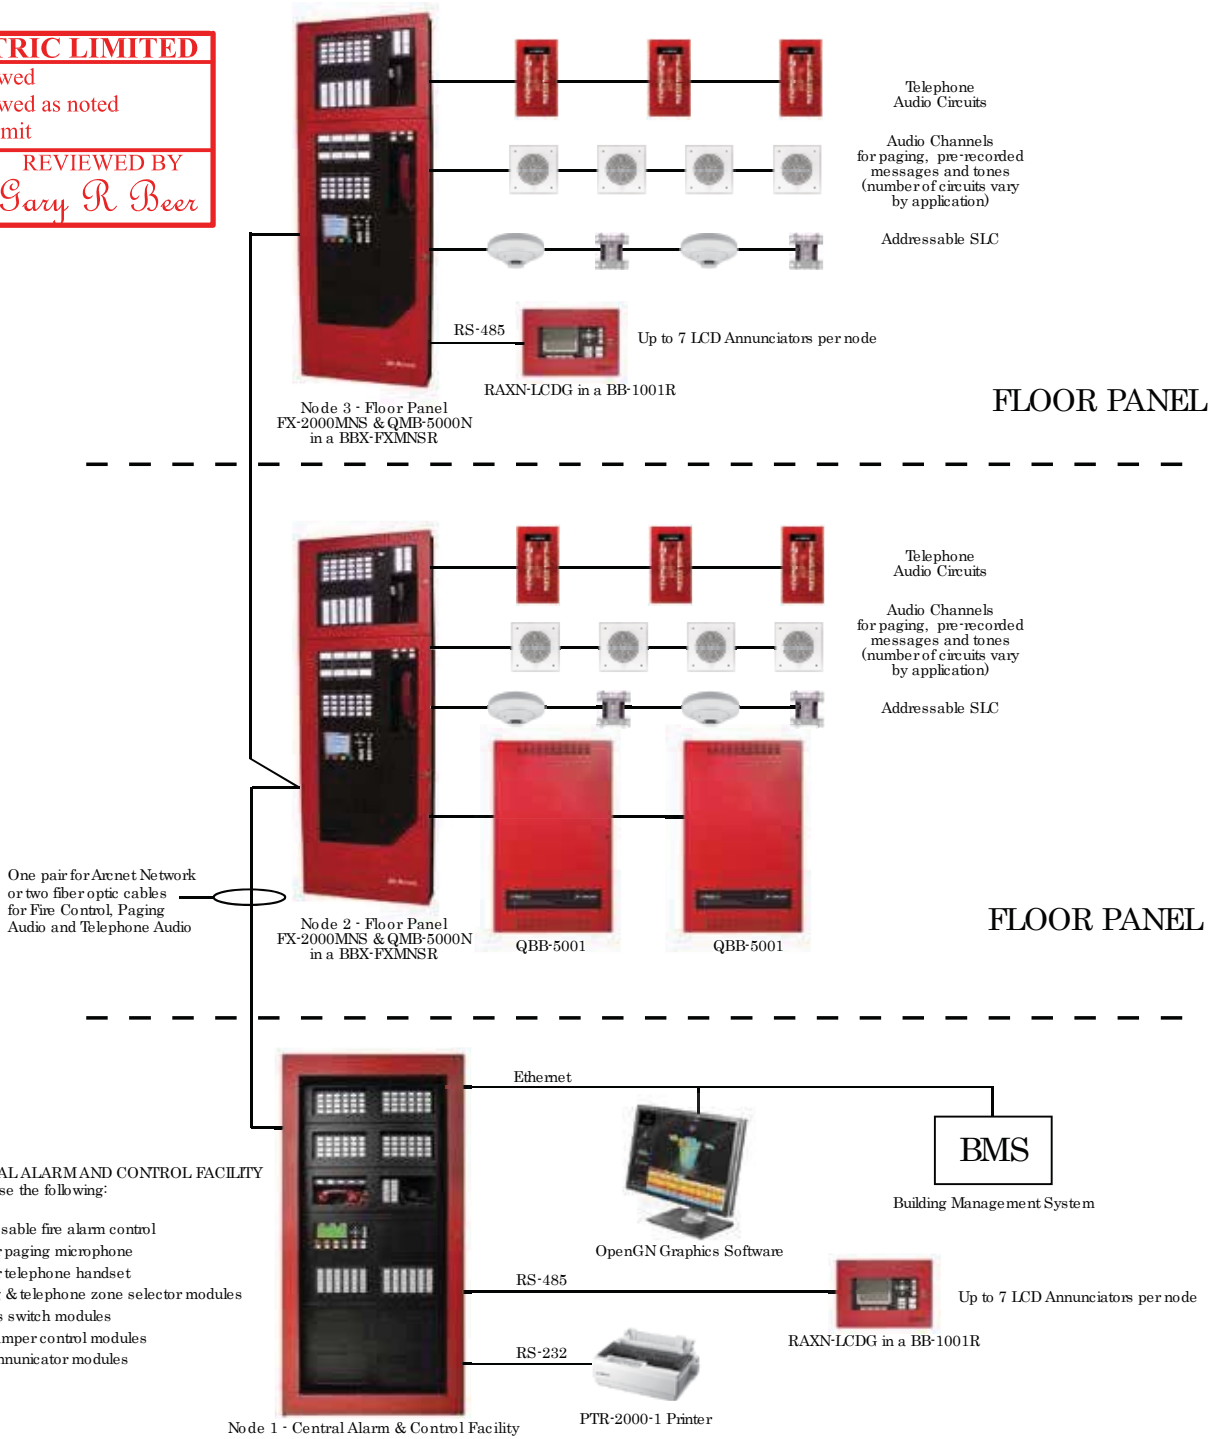 TRIC LIMITED
wed
wed as noted
mit
REVIEWED BY
Gary R Beer
Telephone
Audio Circuits
Audio Channels
for paging, pre-recorded
messages and tones
(number of circuits vary
by application)
Addressable SLC
RS-485
Up to 7 LCD Annunciators per node
RAXN-LCDG in a BB-1001R
Node 3 - Floor Panel
FX-2000MNS & QMB-5000N
in a BBX-FXMNSR
FLOOR PANEL
Telephone
Audio Circuits
Audio Channels
for paging, pre-recorded
messages and tones
(number of circuits vary
by application)
Addressable SLC
One pair for Arcnet Network
or two fiber optic cables
for Fire Control, Paging
Audio and Telephone Audio
Node 2 - Floor Panel
FX-2000MNS & QMB-5000N
in a BBX-FXMNSR
QBB-5001
QBB-5001
FLOOR PANEL
Ethernet
BMS
Building Management System
OpenGN Graphics Software
AL ALARM AND CONTROL FACILITY
se the following:
sable fire alarm control
r paging microphone
r telephone handset
g & telephone zone selector modules
s switch modules
mper control modules
nnunicator modules
RS-485
Up to 7 LCD Annunciators per node
RAXN-LCDG in a BB-1001R
RS-232
PTR-2000-1 Printer
Node 1 - Central Alarm & Control Facility